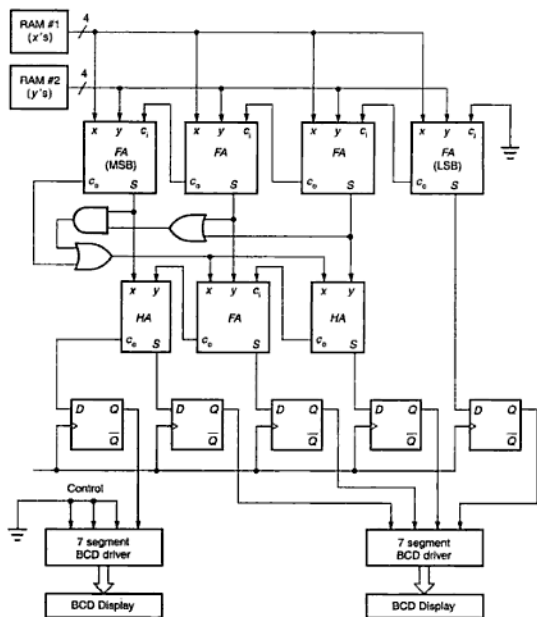 RAM #1
(x's)
4
RAM #2
(y's)
4
x y ci
FA
(MSB)
co S
x y ci
FA
co S
x y ci
FA
co S
x y ci
FA
(LSB)
co S
x y
HA
co S
x y ci
FA
co S
x y
HA
co S
D Q
Q̅
D Q
Q̅
D Q
Q̅
D Q
Q̅
D Q
Q̅
Control
7 segment
BCD driver
7 segment
BCD driver
BCD Display
BCD Display